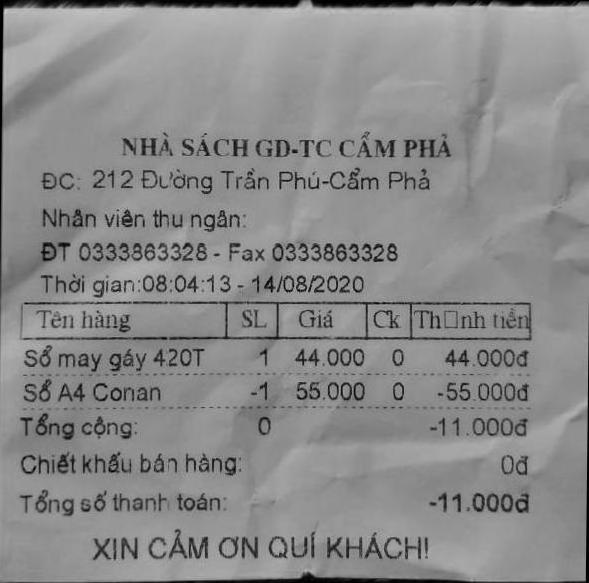 NHÀ SÁCH GD-TC CẨM PHẢ
ĐC: 212 Đường Trần Phú-Cẩm Phả
Nhân viên thu ngân:
ĐT 0333863328 - Fax 0333863328
Thời gian:08:04:13 - 14/08/2020
Tên hàng SL Giá Ck Th□nh tiền
Sổ may gáy 420T 1 44.000 0 44.000đ
Sổ A4 Conan -1 55.000 0 -55.000đ
Tổng cộng: 0 -11.000đ
Chiết khấu bán hàng: 0đ
Tổng số thanh toán: -11.000đ
XIN CẢM ƠN QUÍ KHÁCH!